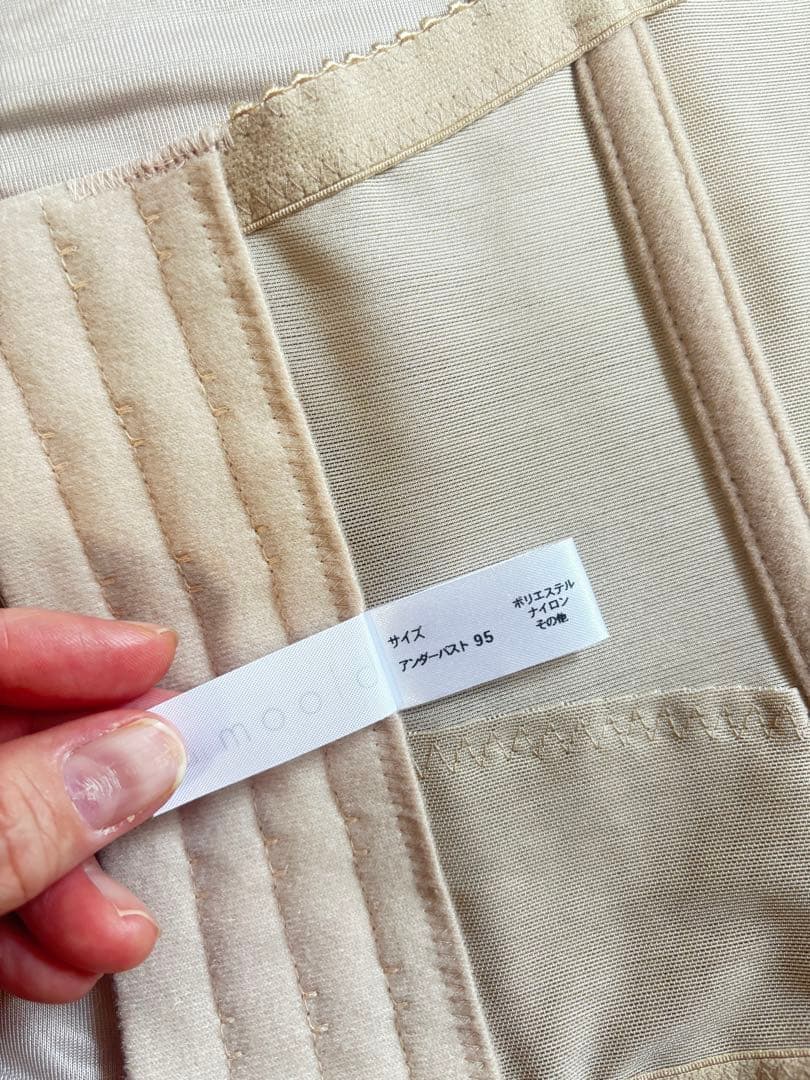 サイズ
アンダーバスト 95
ポリエステル
ナイロン
その他